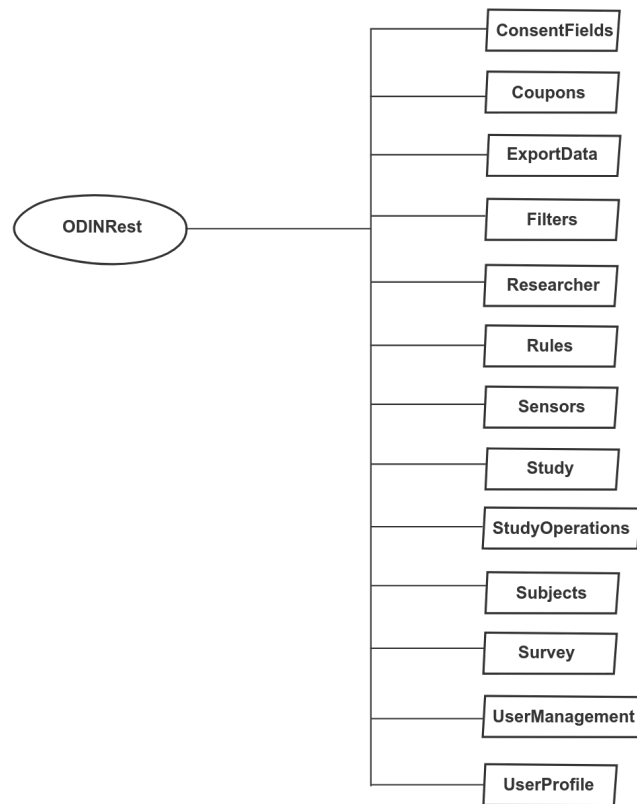 ConsentFields
Coupons
ExportData
ODINRest
Filters
Researcher
Rules
Sensors
Study
StudyOperations
Subjects
Survey
UserManagement
UserProfile